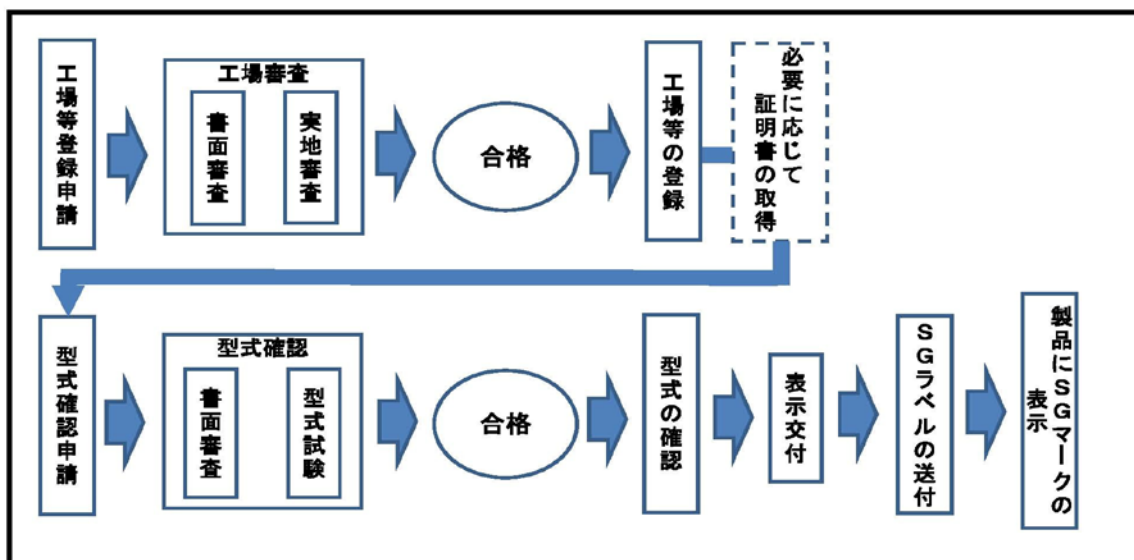 工場等登録申請
工場審査
書面審査
実地審査
合格
工場等の登録
必要に応じて
証明書の取得
型式確認申請
型式確認
書面審査
型式試験
合格
型式の確認
表示交付
SGラベルの送付
製品にSGマークの
表示